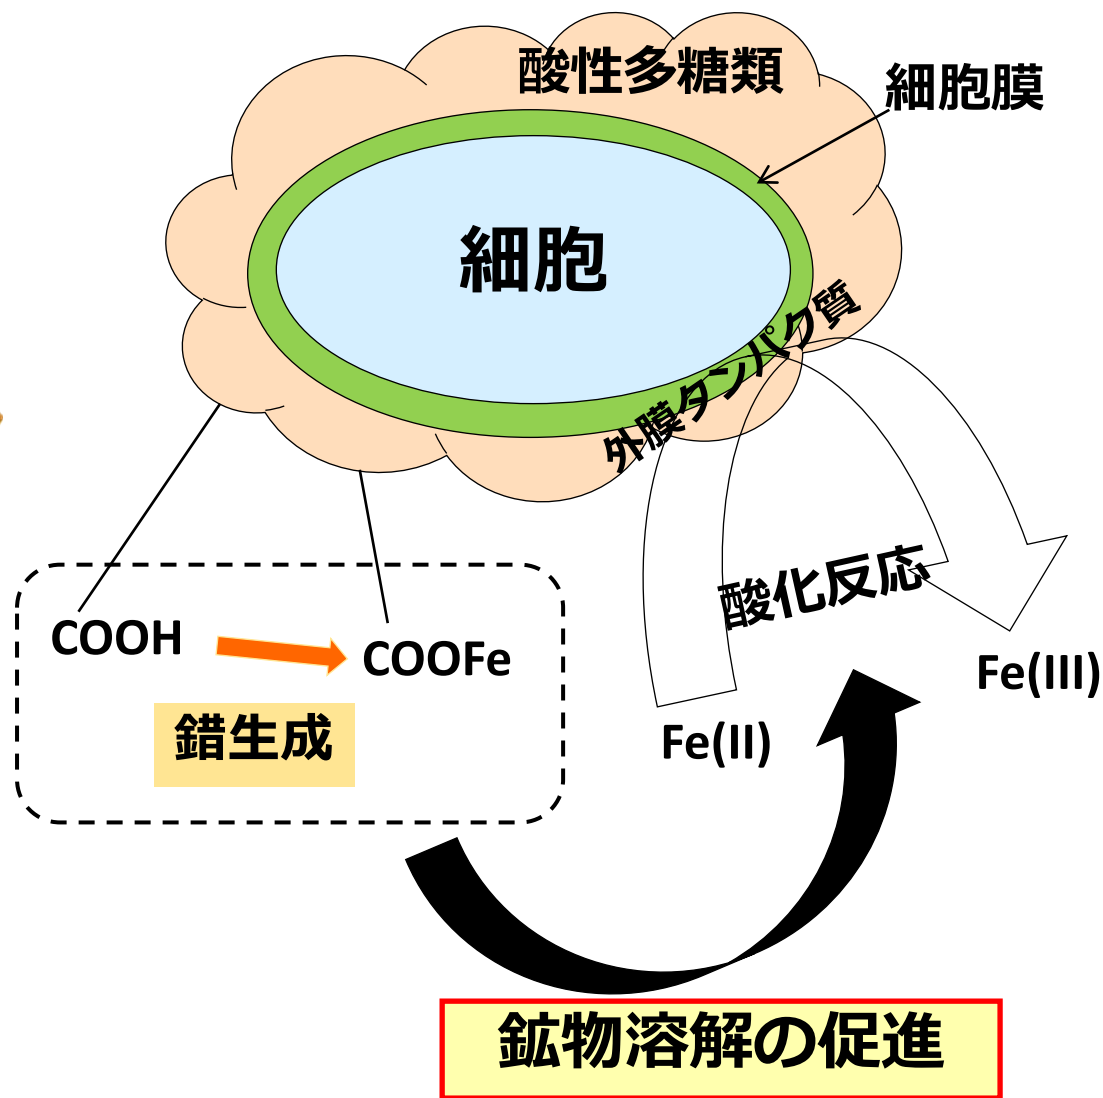 酸性多糖類
細胞膜
細胞
外膜タンパク質
酸化反応
COOH
COOFe
錯生成
Fe(II)
Fe(III)
鉱物溶解の促進